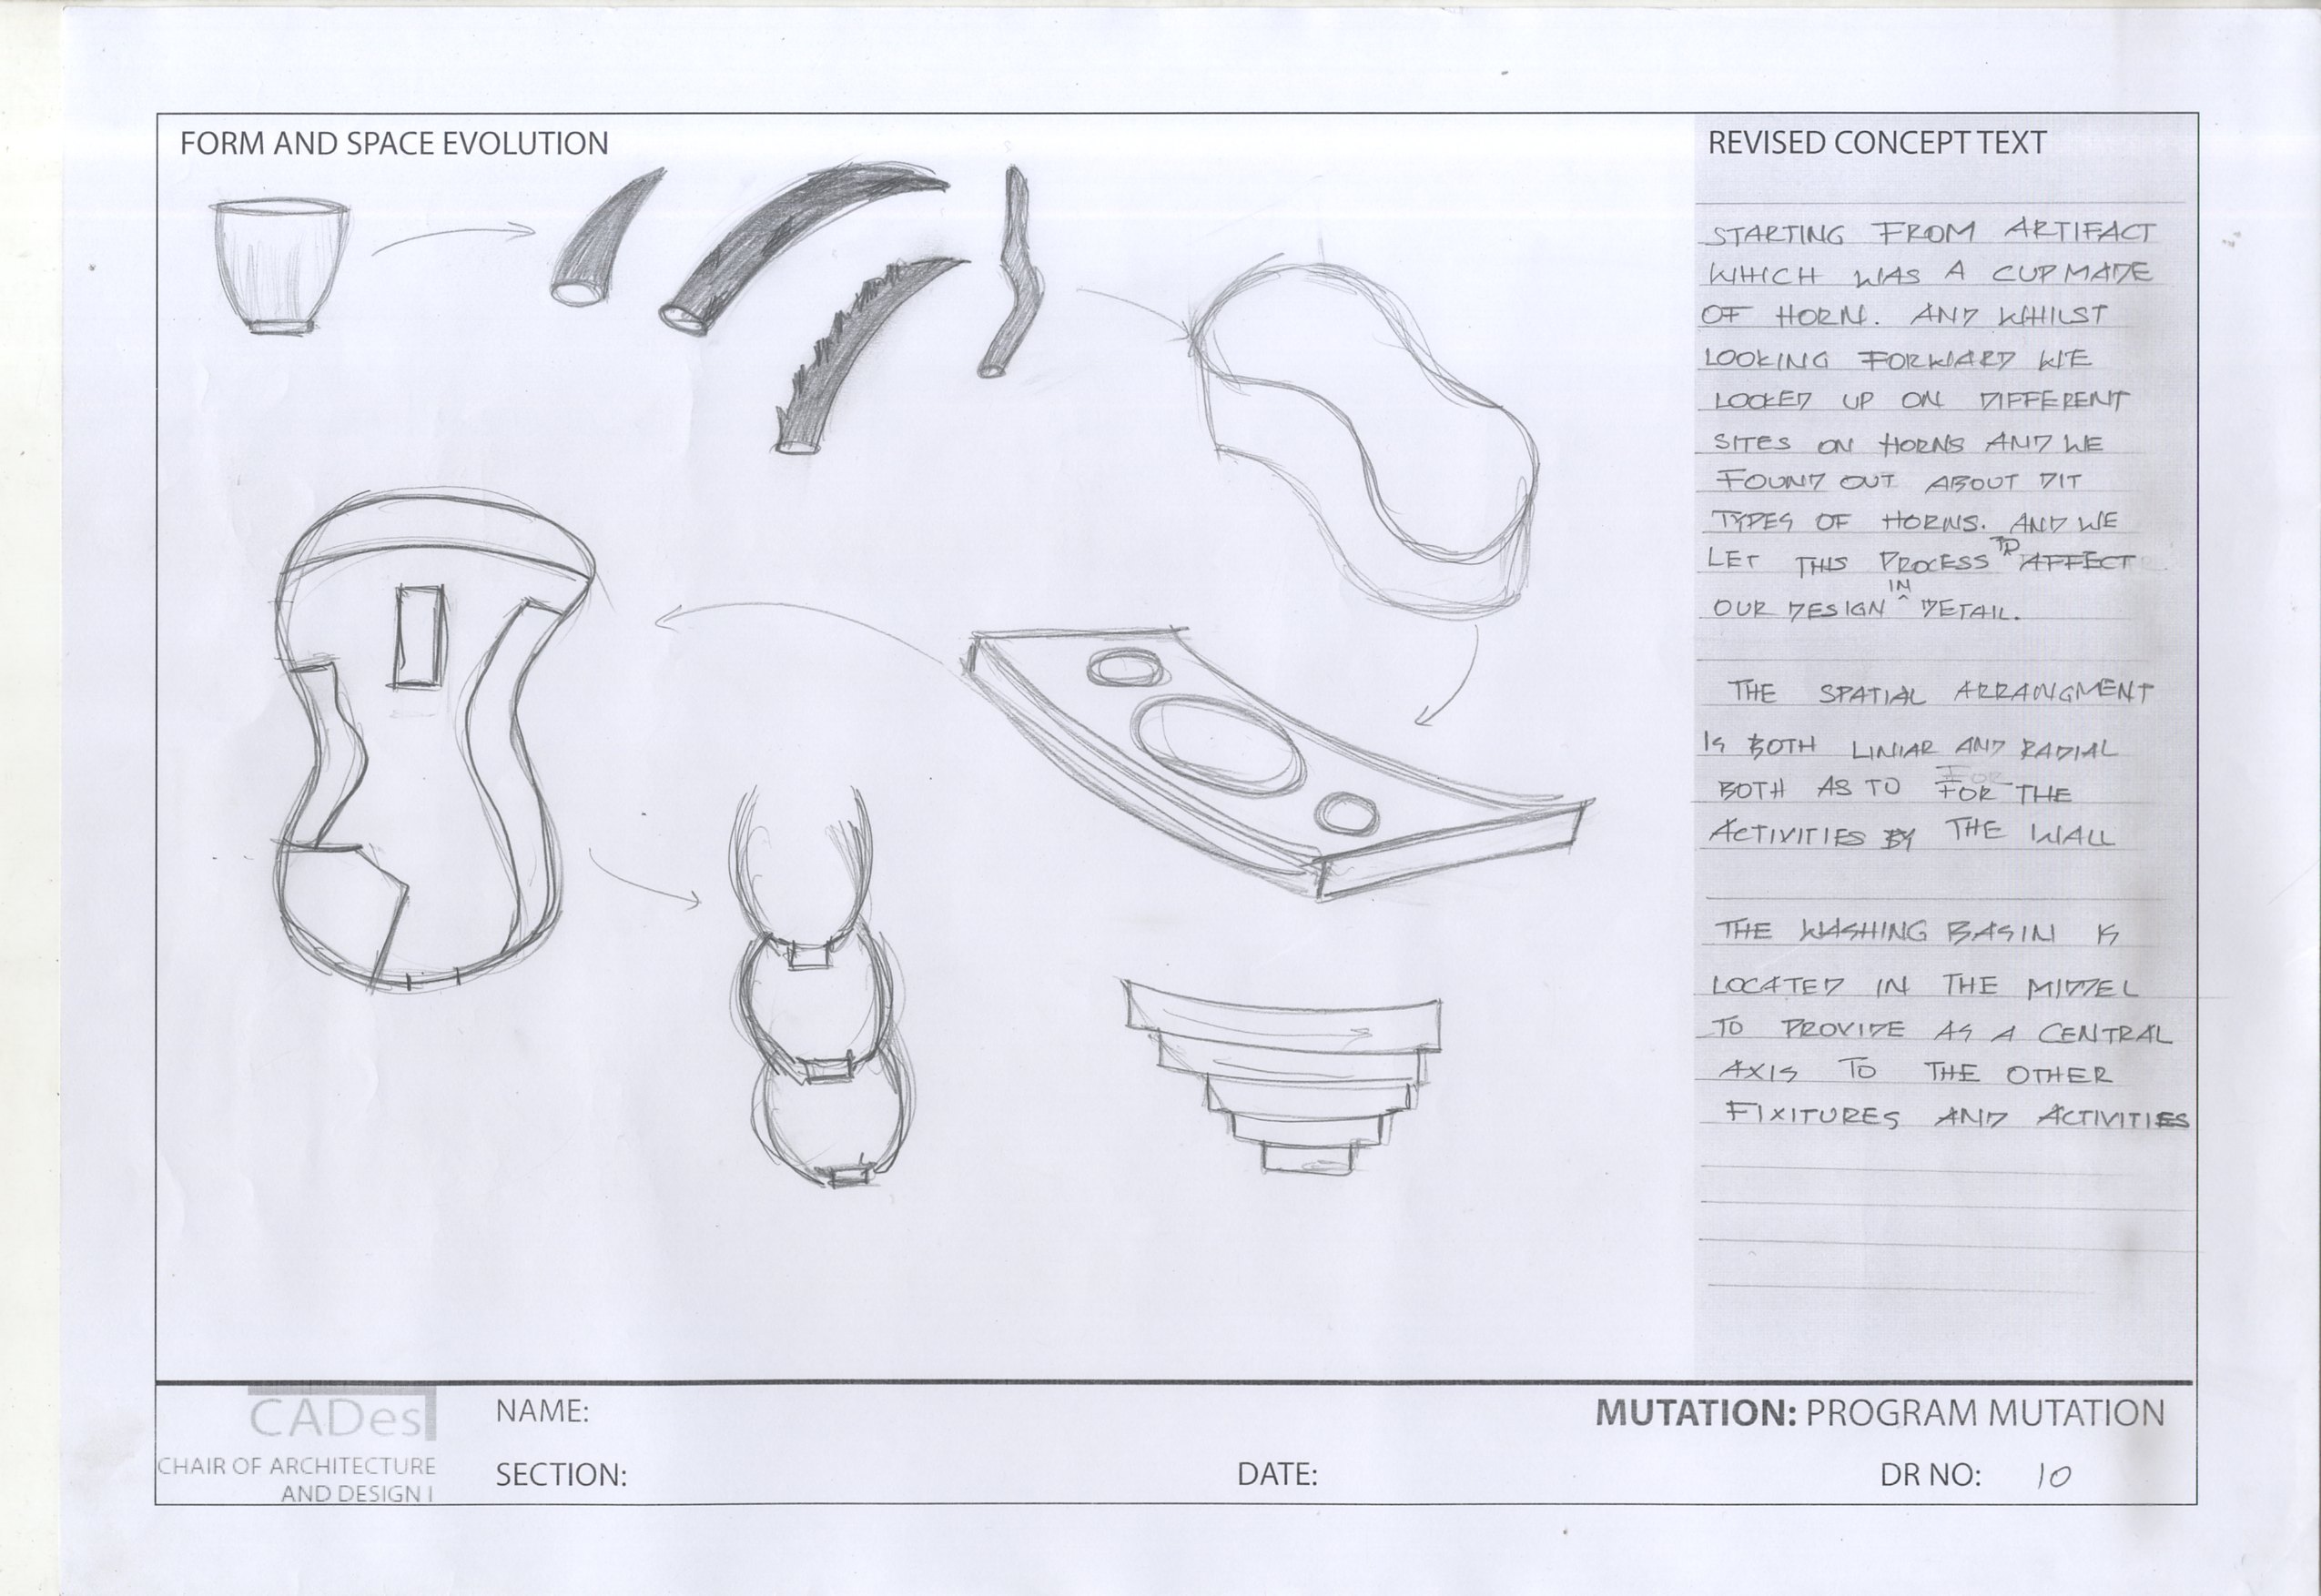 FORM AND SPACE EVOLUTION
REVISED CONCEPT TEXT
STARTING FROM ARTIFACT
WHICH WAS A CUP MADE
OF HORN. AND WHILST
LOOKING FORWARD WE
LOOKED UP ON DIFFERENT
SITES ON HORNS AND WE
FOUND OUT ABOUT DIT
TYPES OF HORNS. AND WE
LET THIS PROCESS TO AFFECT
OUR DESIGN IN DETAIL.
THE SPATIAL ARRANGMENT
IS BOTH LINIAR AND RADIAL
BOTH AS TO FOR THE
ACTIVITIES BY THE WALL
THE WASHING BASIN IS
LOCATED IN THE MIDDEL
TO PROVIDE AS A CENTRAL
AXIS TO THE OTHER
FIXITURES AND ACTIVITIES
CADes
CHAIR OF ARCHITECTURE
AND DESIGN I
NAME:
SECTION:
DATE:
MUTATION: PROGRAM MUTATION
DR NO: 10